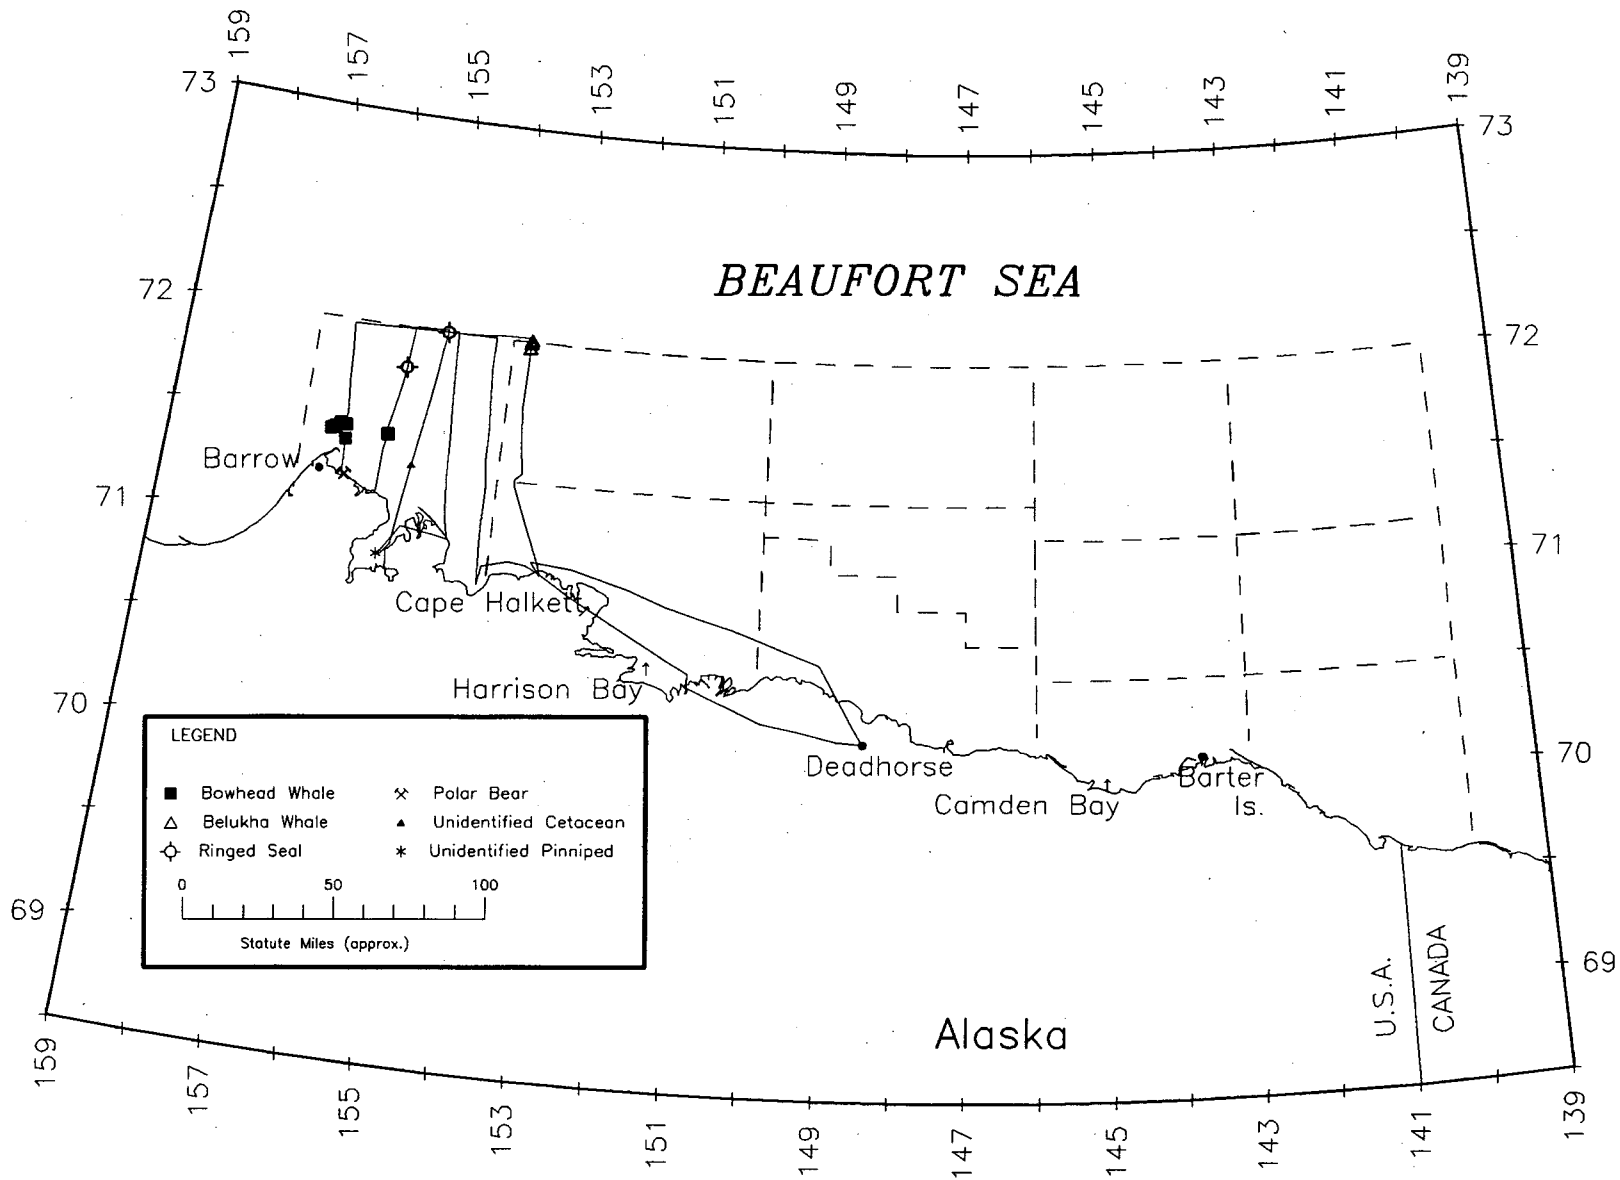 159 157 155 153 151 149 147 145 143 141 139
73 73
BEAUFORT SEA
72 72
Barrow
71 71
Cape Halkett
Harrison Bay
70 70
Deadhorse
Camden Bay
Barter
Is.
LEGEND
Bowhead Whale Polar Bear
Belukha Whale Unidentified Cetacean
Ringed Seal Unidentified Pinniped
0 50 100
Statute Miles (approx.)
69 69
U.S.A.
CANADA
Alaska
159 157 155 153 151 149 147 145 143 141 139